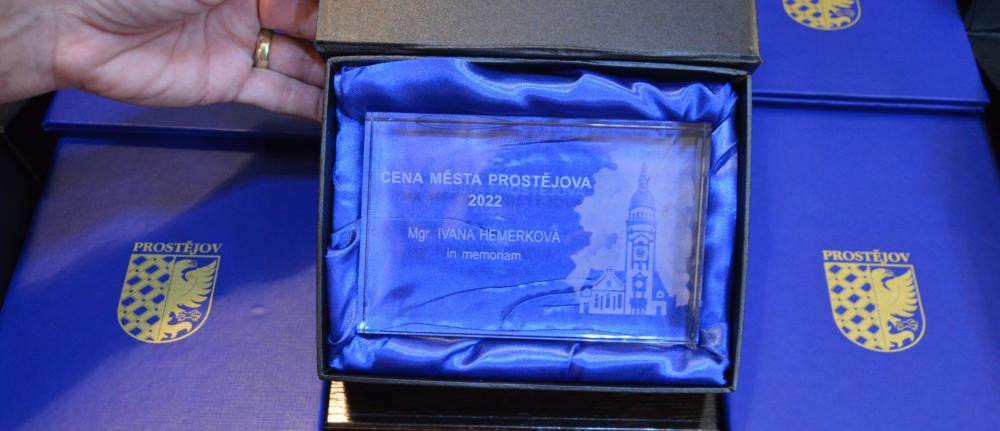 CENA MĚSTA PROSTĚJOVA
2022
Mgr. IVANA HEMERKOVÁ
in memoriam
PROSTĚJOV
PROSTĚJOV